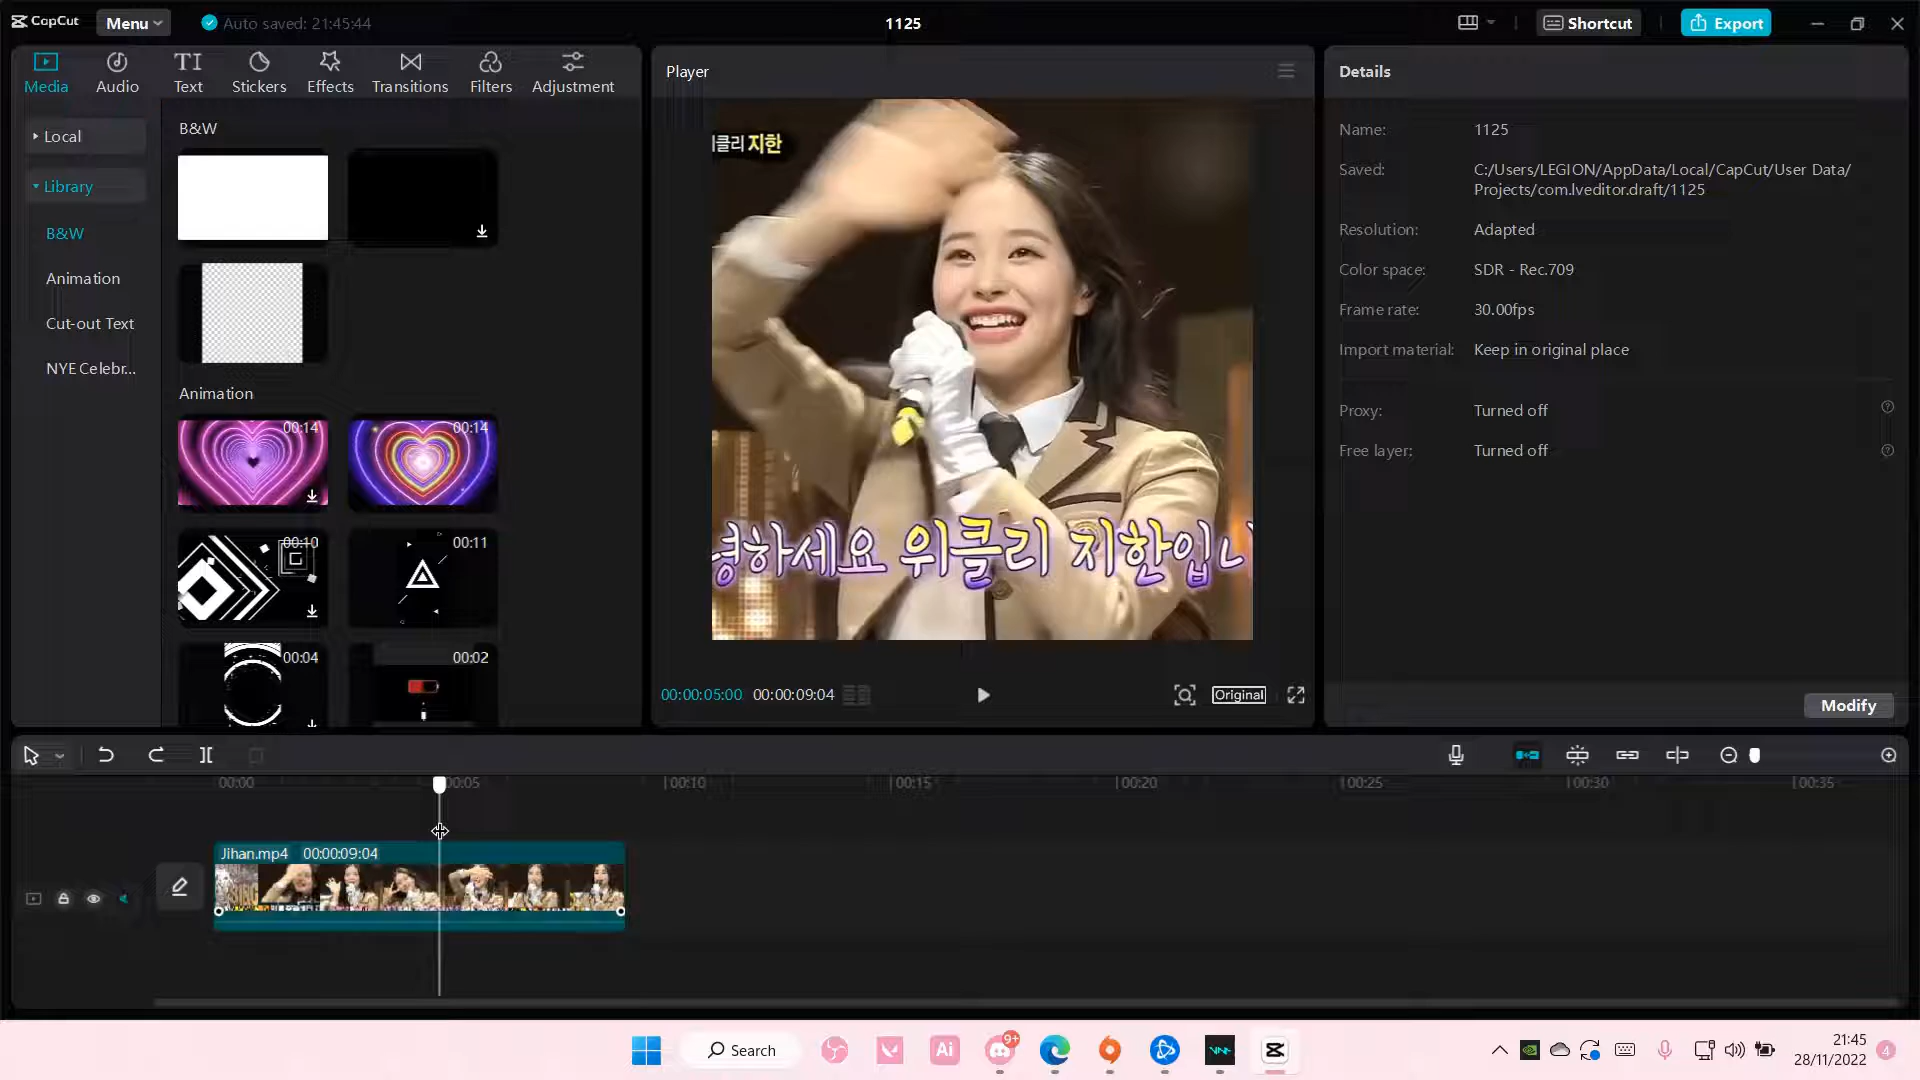 CapCut
Menu
Auto saved: 21:45:44
1125
Shortcut
Export
Media
Audio
Text
Stickers
Effects
Transitions
Filters
Adjustment
Local
Library
B&W
Animation
Cut-out Text
NYE Celebr...
B&W
Animation
00:14
00:14
00:10
00:11
00:04
00:02
Player
지한
하세요 위클리 지한입니
00:00:05:00
00:00:09:04
Original
Details
Name: 1125
Saved: C:/Users/LEGION/AppData/Local/CapCut/User Data/
Projects/com.lveditor.draft/1125
Resolution: Adapted
Color space: SDR - Rec.709
Frame rate: 30.00fps
Import material: Keep in original place
Proxy: Turned off
Free layer: Turned off
Modify
00:00
00:05
00:10
00:15
00:20
00:25
00:30
00:35
Jihan.mp4 00:00:09:04
Search
Ai
9+
21:45
28/11/2022
4